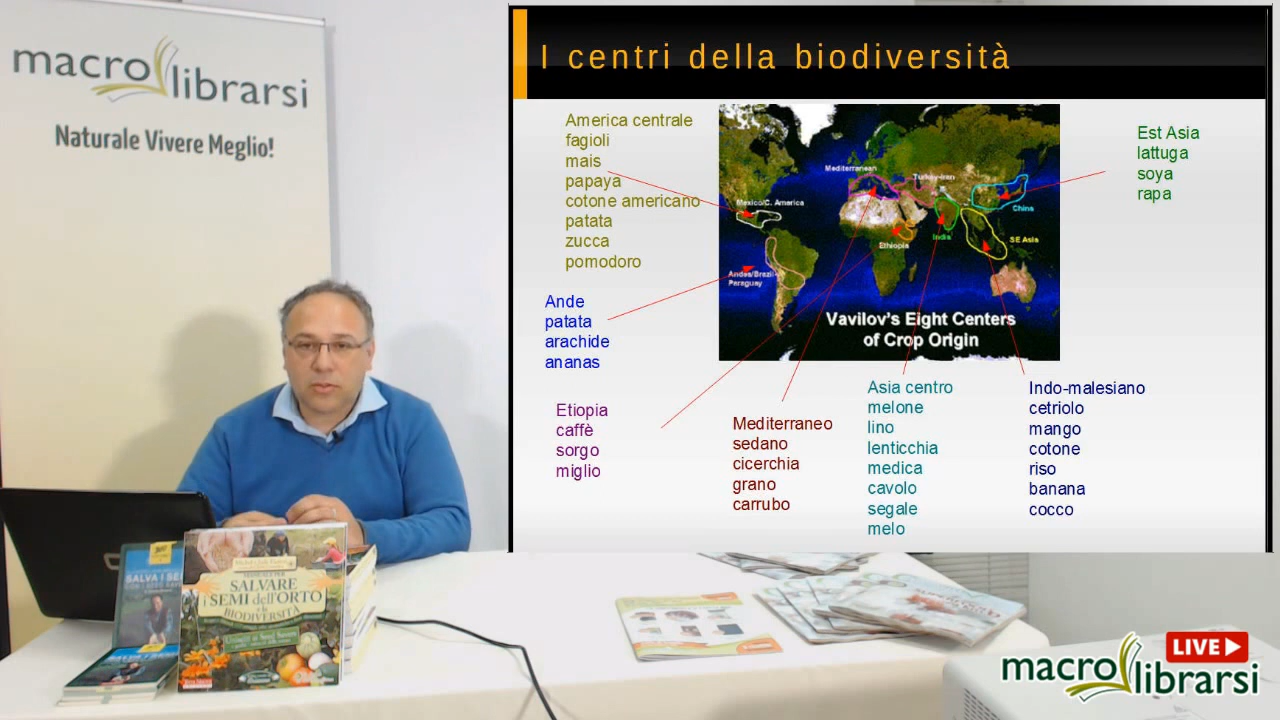 macro librarsi
Naturale Vivere Meglio!
I centri della biodiversità
America centrale
fagioli
mais
papaya
cotone americano
patata
zucca
pomodoro
Ande
patata
arachide
ananas
Etiopia
caffè
sorgo
miglio
Mediterranean
Turkey-Iran
Mexico/C. America
China
India
SE Asia
Ethiopia
Andes/Brazil
Paraguay
Vavilov's Eight Centers
of Crop Origin
Est Asia
lattuga
soya
rapa
Mediterraneo
sedano
cicerchia
grano
carrubo
Asia centro
melone
lino
lenticchia
medica
cavolo
segale
melo
Indo-malesiano
cetriolo
mango
cotone
riso
banana
cocco
SALVA I SEMI
SALVARE
i SEMI dell'ORTO
e la
BIODIVERSITÀ
LIVE
macro librarsi